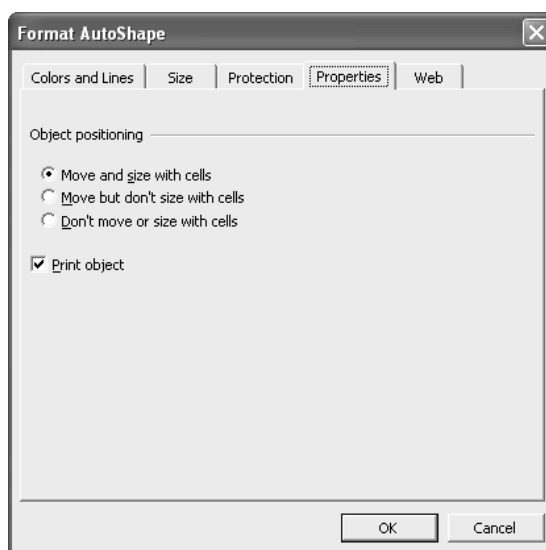 Format AutoShape
Colors and Lines Size Protection Properties Web
Object positioning
Move and size with cells
Move but don't size with cells
Don't move or size with cells
Print object
OK Cancel